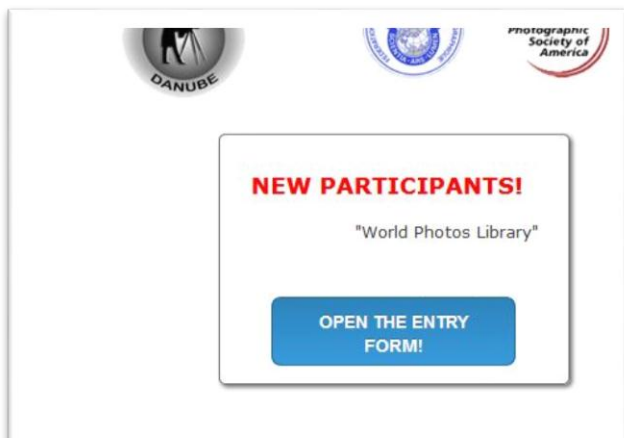 DANUBE
Photographic
Society of
America
NEW PARTICIPANTS!
"World Photos Library"
OPEN THE ENTRY
FORM!